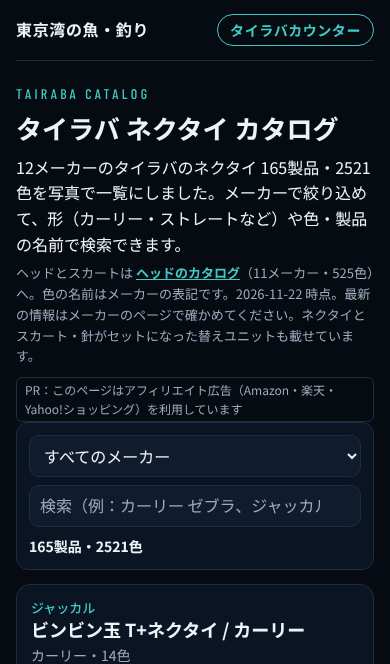 東京湾の魚・釣り
タイラバカウンター
TAIRABA CATALOG
タイラバ ネクタイ カタログ
12メーカーのタイラバのネクタイ 165製品・2521
色を写真で一覧にしました。メーカーで絞り込め
て、形（カーリー・ストレートなど）や色・製品
の名前で検索できます。
ヘッドとスカートは ヘッドのカタログ（11メーカー・525色）
へ。色の名前はメーカーの表記です。2026-11-22 時点。最新
の情報はメーカーのページで確かめてください。ネクタイと
スカート・針がセットになった替えユニットも載せていま
す。
PR：このページはアフィリエイト広告（Amazon・楽天・
Yahoo!ショッピング）を利用しています
すべてのメーカー
検索（例：カーリー ゼブラ、ジャッカ
165製品・2521色
ジャッカル
ビンビン玉 T+ネクタイ / カーリー
カーリー・14色